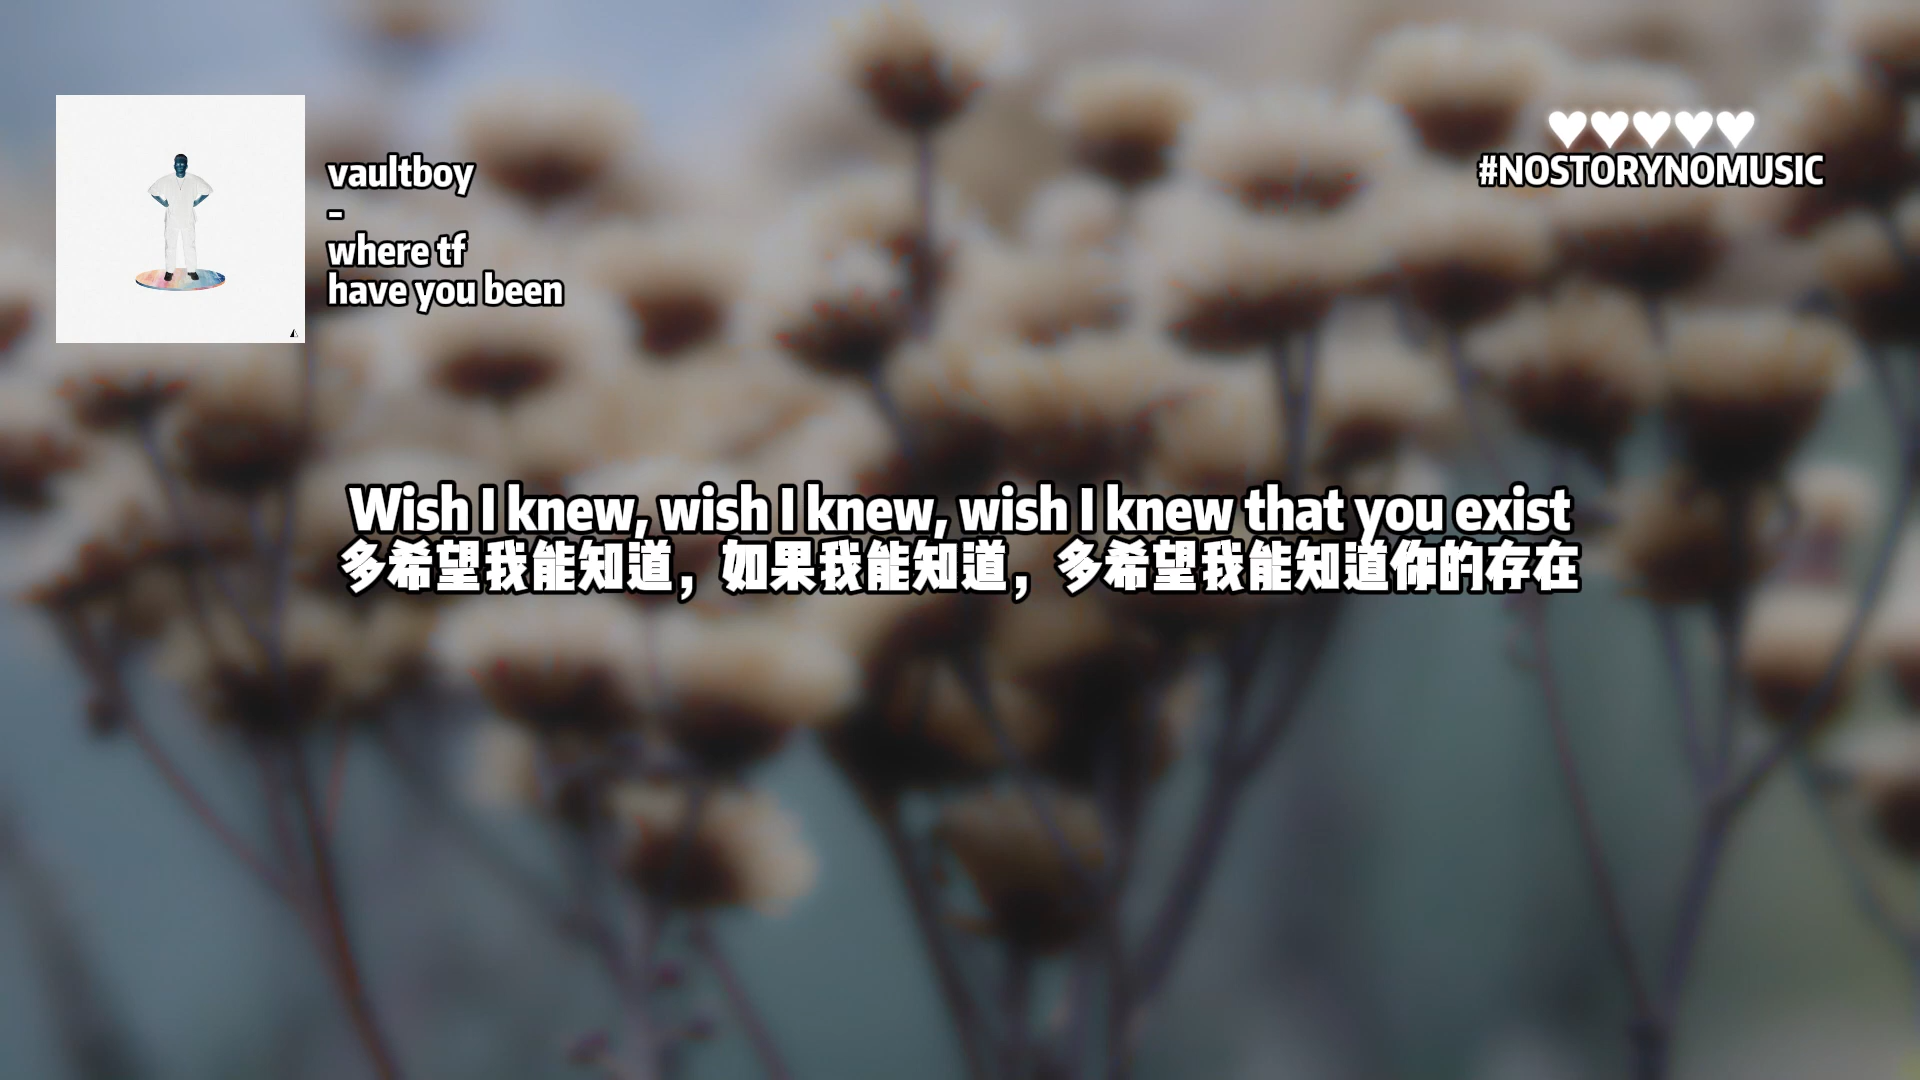 vaultboy
-
where tf
have you been
♥♥♥♥♥
#NOSTORYNOMUSIC
Wish I knew, wish I knew, wish I knew that you exist
多希望我能知道，如果我能知道，多希望我能知道你的存在